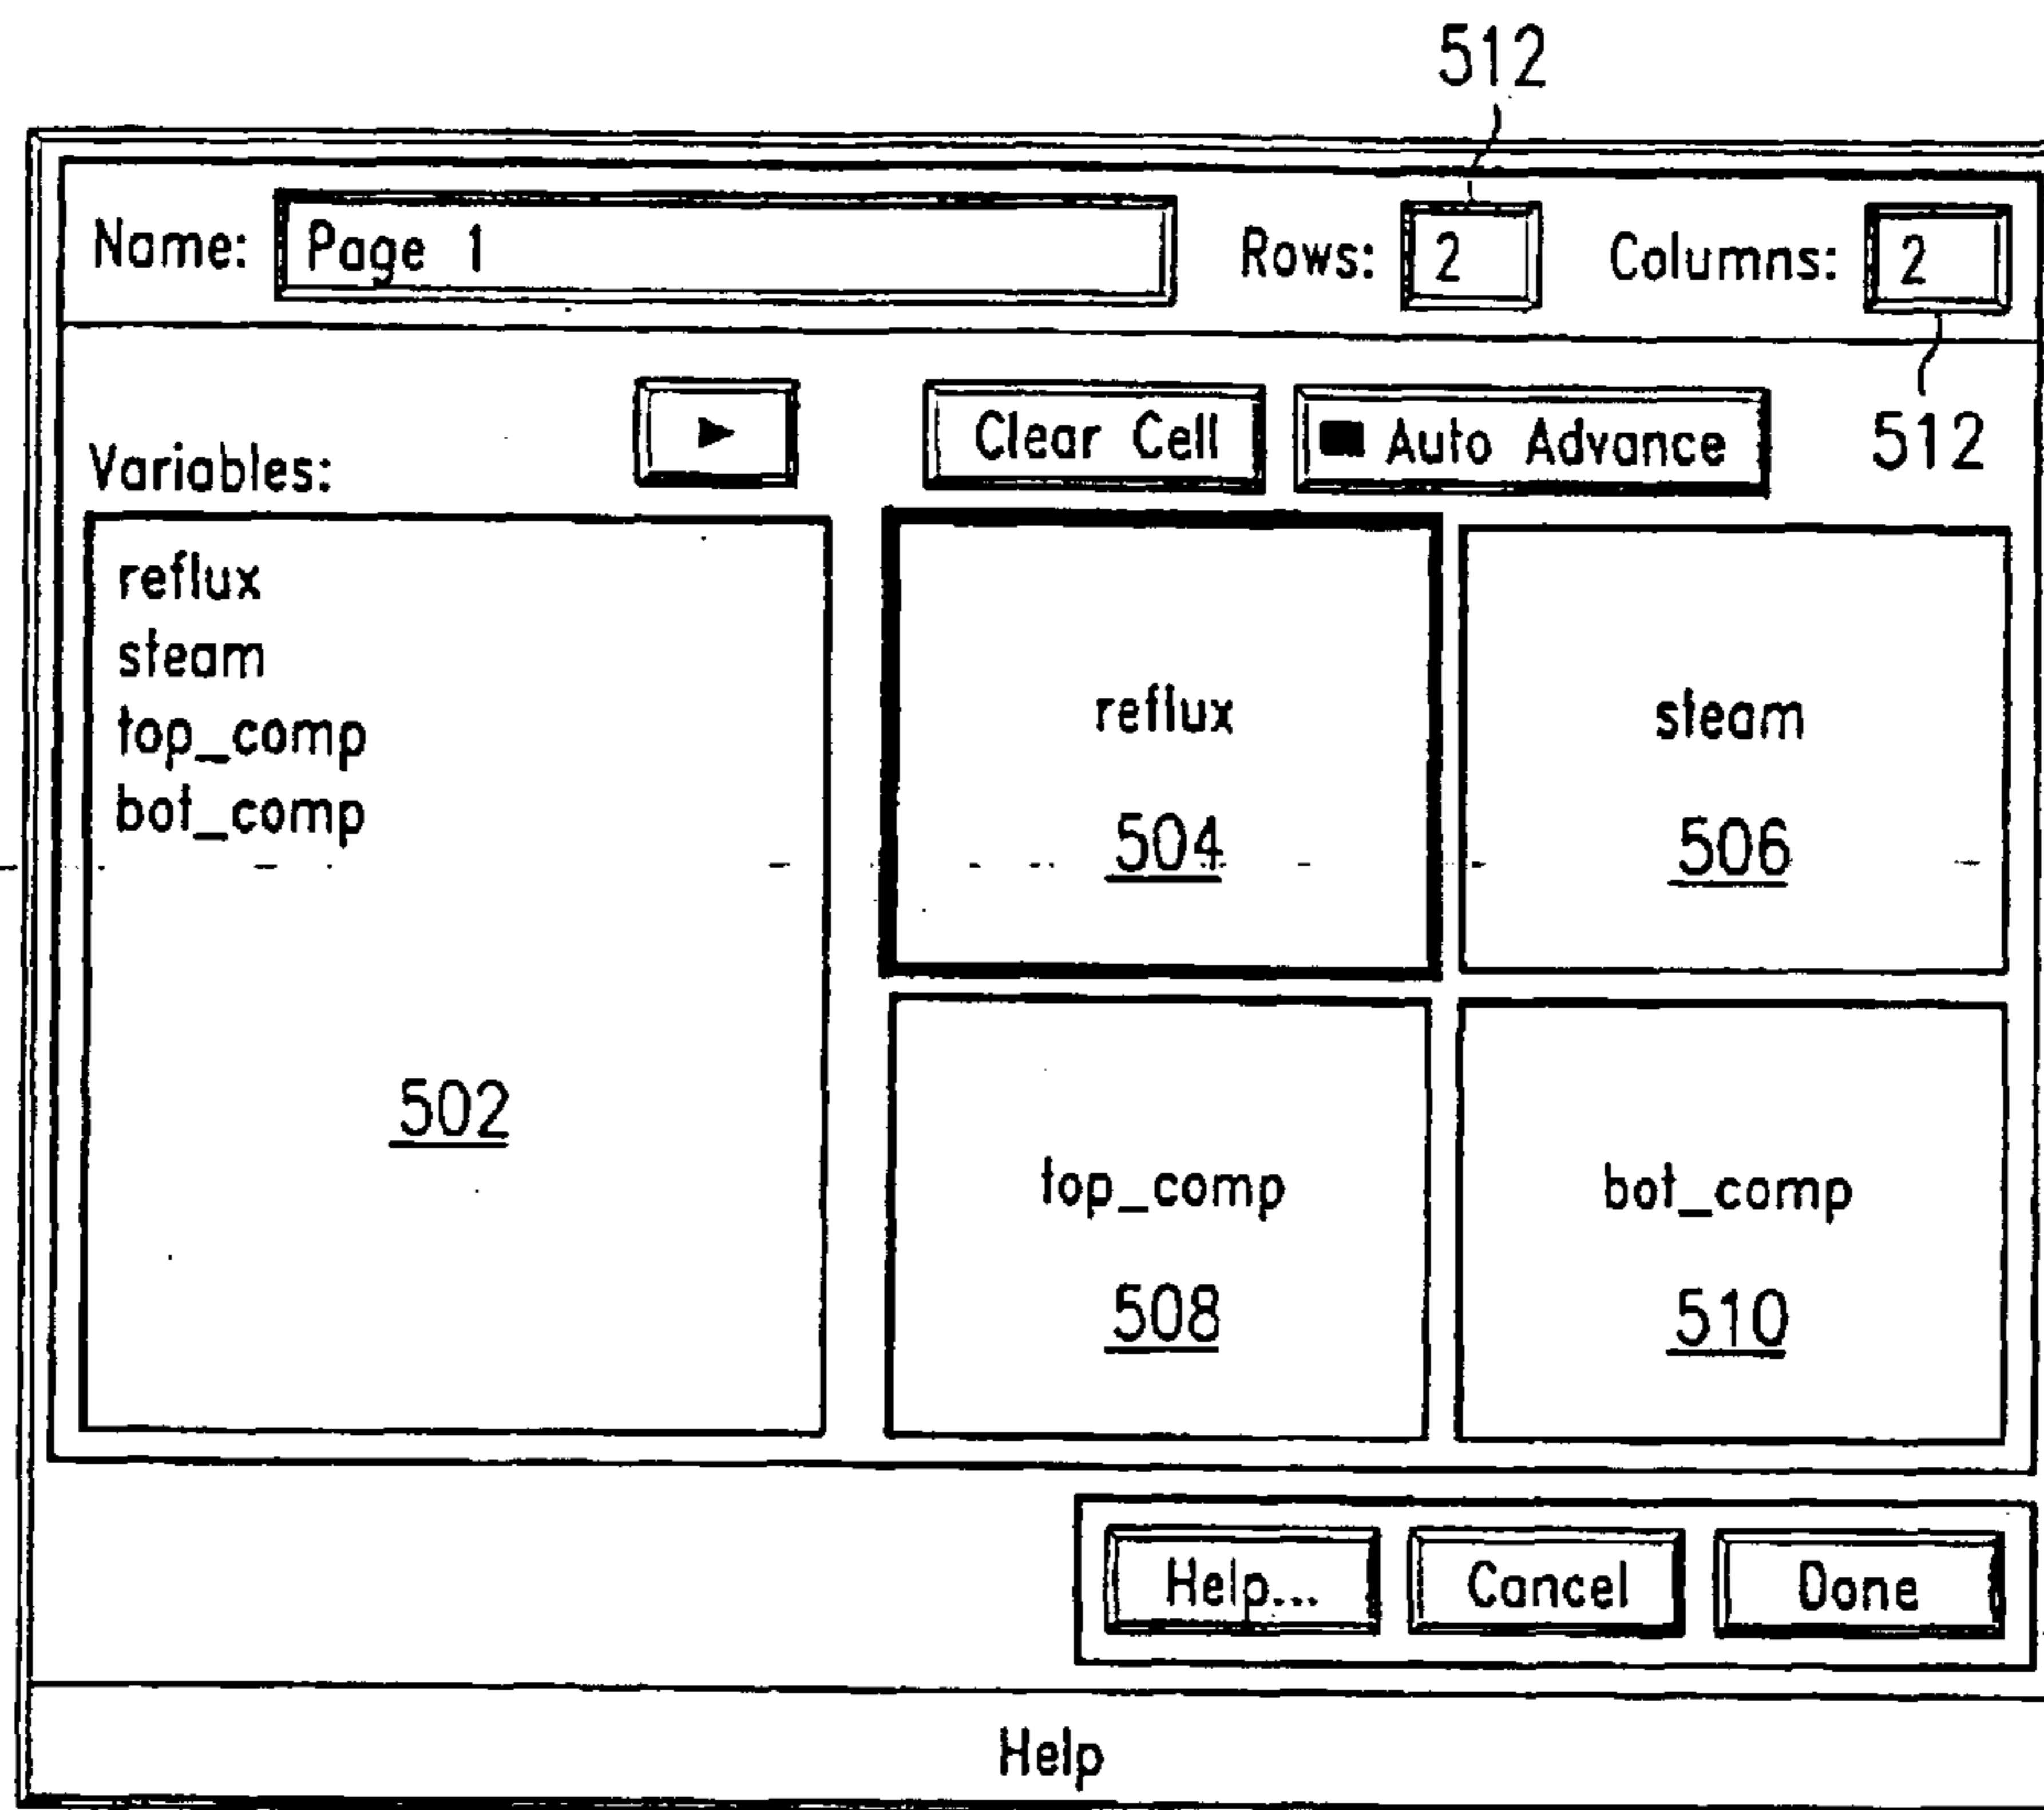 512
Name: Page 1 Rows: 2 Columns: 2
► Clear Cell ■ Auto Advance 512
Variables:
reflux
steam
top_comp
bot_comp
502
reflux
504
steam
506
top_comp
508
bot_comp
510
Help... Cancel Done
Help